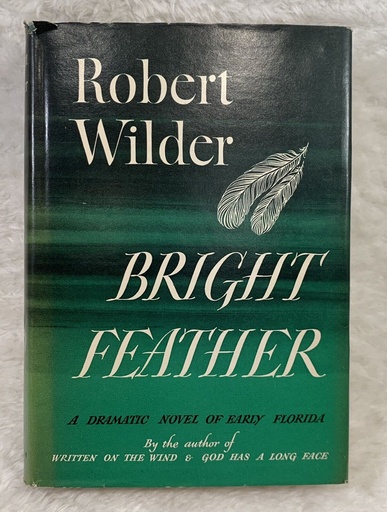 Robert
Wilder
BRIGHT
FEATHER
A DRAMATIC NOVEL OF EARLY FLORIDA
By the author of
WRITTEN ON THE WIND & GOD HAS A LONG FACE